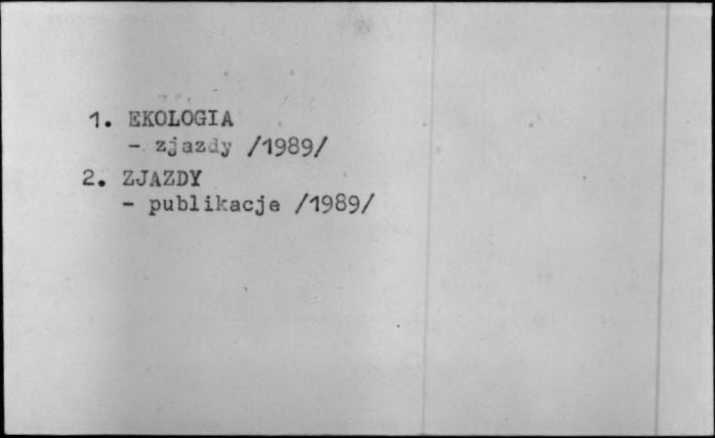 1. EKOLOGIA
- zjazdy /1989/
2. ZJAZDY
- publikacje /1989/